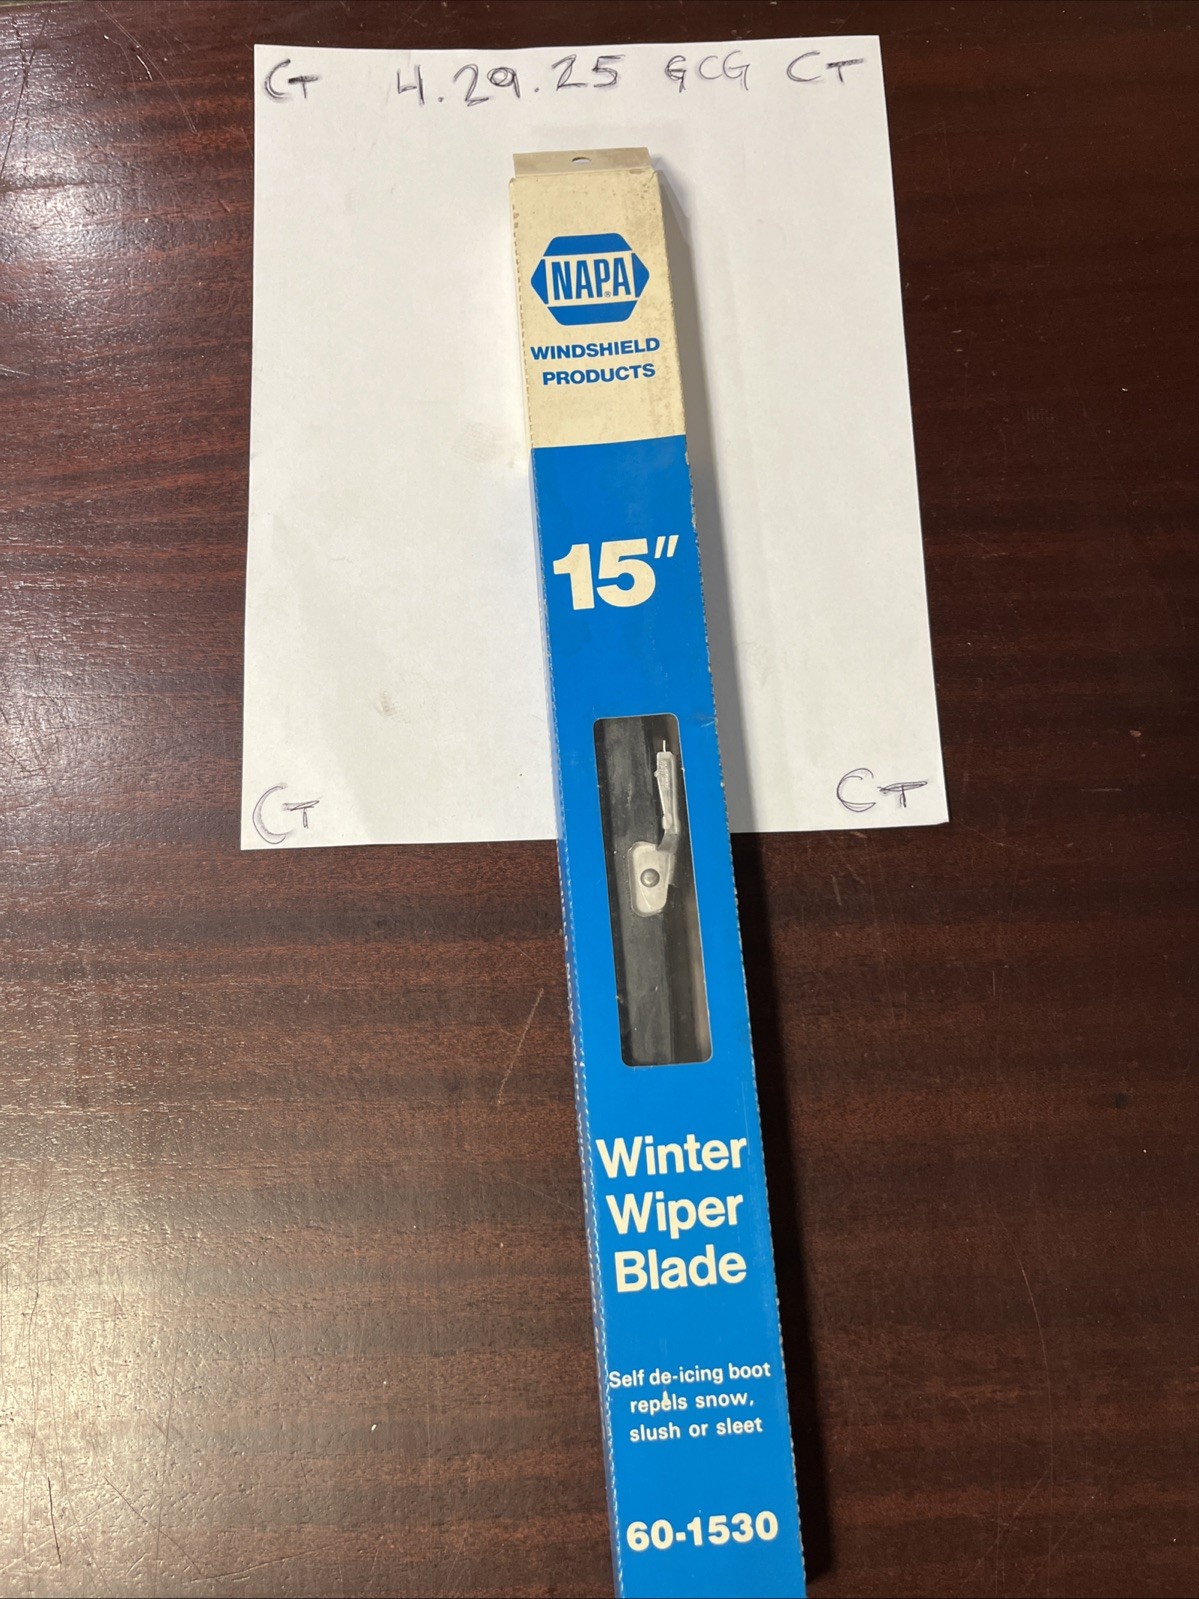 CT 4.29.25 GCG CT
NAPA®
WINDSHIELD
PRODUCTS
15"
CT
CT
Winter
Wiper
Blade
Self de-icing boot
repels snow,
slush or sleet
60-1530